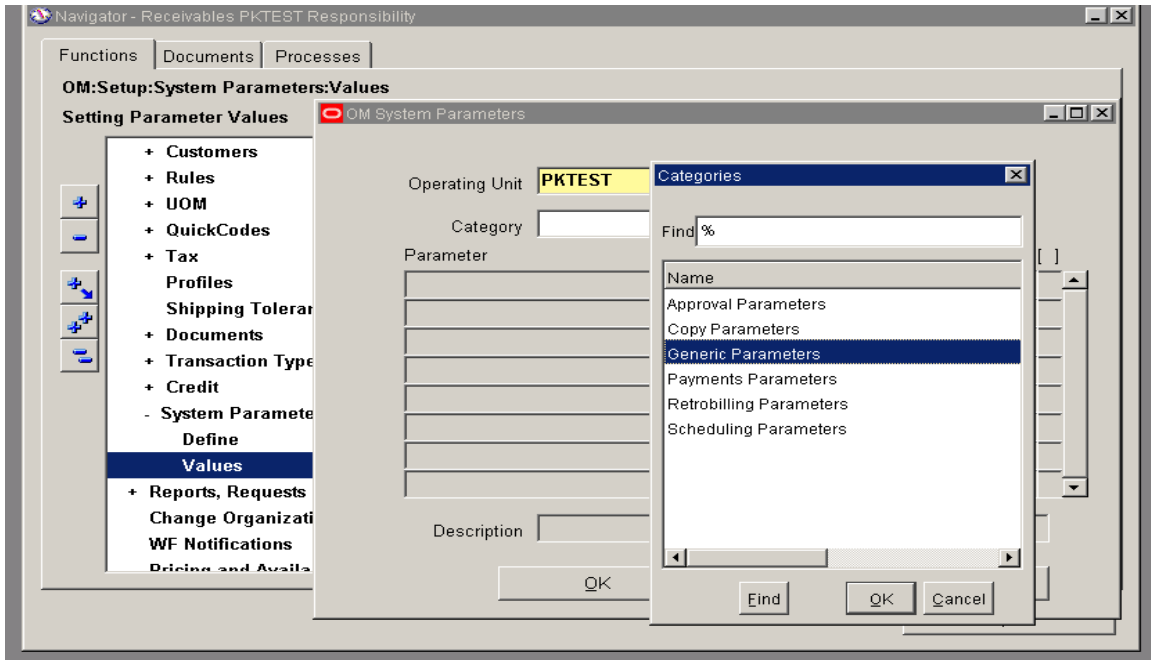 Navigator - Receivables PKTEST Responsibility
Functions Documents Processes
OM:Setup:System Parameters:Values
Setting Parameter Values
+ Customers
+ Rules
+ UOM
+ QuickCodes
+ Tax
Profiles
Shipping Toleran
+ Documents
+ Transaction Type
+ Credit
- System Paramete
Define
Values
+ Reports, Requests
Change Organizati
WF Notifications
Pricing and Availa
OM System Parameters
Operating Unit PKTEST
Category
Parameter
[ ]
Description
OK
Categories
Find %
Name
Approval Parameters
Copy Parameters
Generic Parameters
Payments Parameters
Retrobilling Parameters
Scheduling Parameters
Find OK Cancel